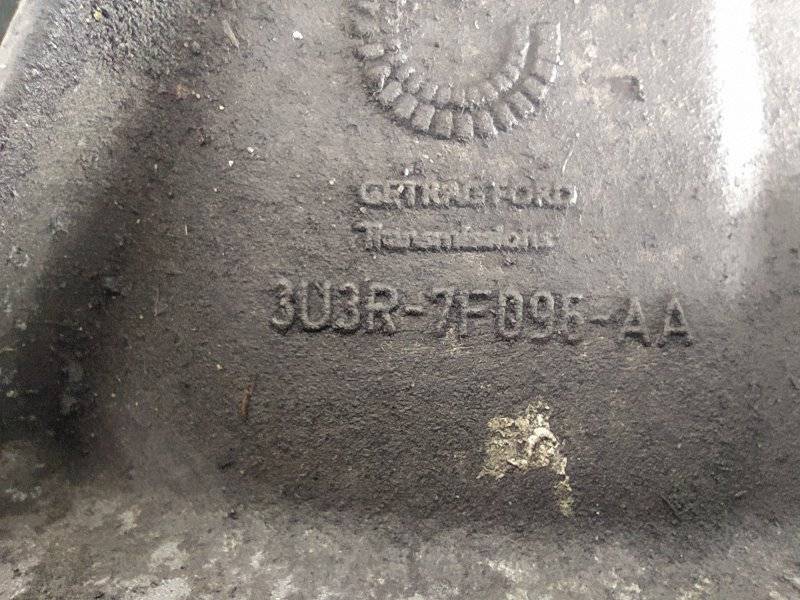 GETRAG FORD
Transmissions
3U3R-7F096-AA